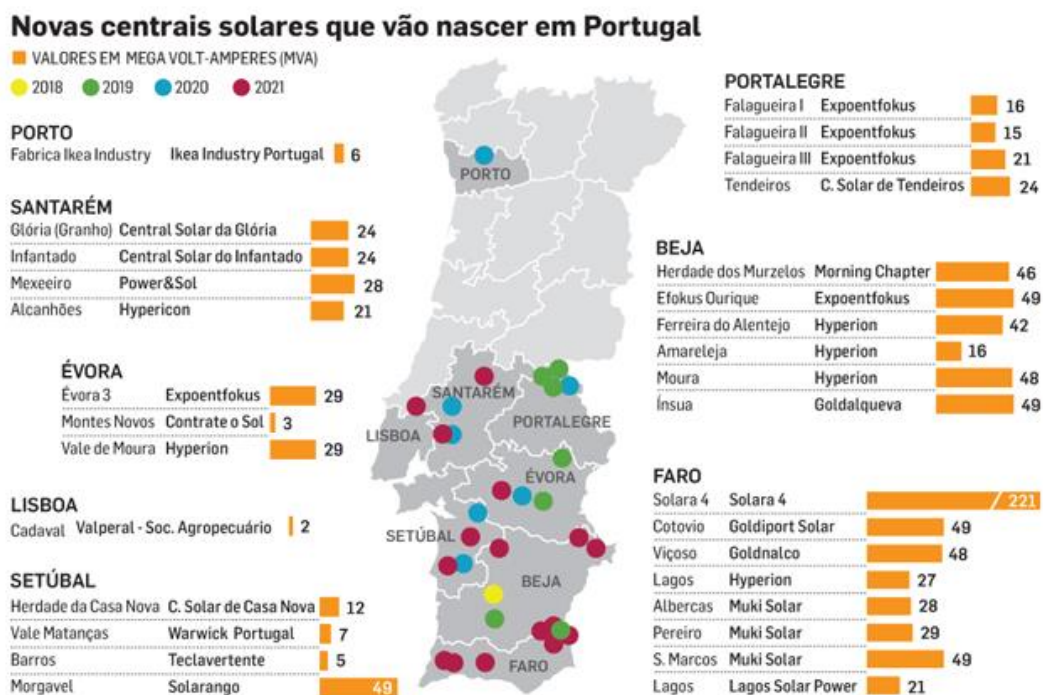 Novas centrais solares que vão nascer em Portugal
VALORES EM MEGA VOLT-AMPERES (MVA)
2018 2019 2020 2021
PORTO
Fabrica Ikea Industry Ikea Industry Portugal 6
SANTARÉM
Glória (Granho) Central Solar da Glória 24
Infantado Central Solar do Infantado 24
Mexeeiro Power&Sol 28
Alcanhões Hypericon 21
ÉVORA
Évora 3 Expoentfokus 29
Montes Novos Contrate o Sol 3
Vale de Moura Hyperion 29
LISBOA
Cadaval Valperal - Soc. Agropecuário 2
SETÚBAL
Herdade da Casa Nova C. Solar de Casa Nova 12
Vale Matanças Warwick Portugal 7
Barros Teclavertente 5
Morgavel Solarango 49
PORTO
SANTARÉM
LISBOA
PORTALEGRE
ÉVORA
SETÚBAL
BEJA
FARO
PORTALEGRE
Falagueira I Expoentfokus 16
Falagueira II Expoentfokus 15
Falagueira III Expoentfokus 21
Tendeiros C. Solar de Tendeiros 24
BEJA
Herdade dos Murzelos Morning Chapter 46
Efokus Ourique Expoentfokus 49
Ferreira do Alentejo Hyperion 42
Amareleja Hyperion 16
Moura Hyperion 48
Ínsua Goldalqueva 49
FARO
Solara 4 Solara 4 221
Cotovio Goldiport Solar 49
Viçoso Goldnalco 48
Lagos Hyperion 27
Albercas Muki Solar 28
Pereiro Muki Solar 29
S. Marcos Muki Solar 49
Lagos Lagos Solar Power 21